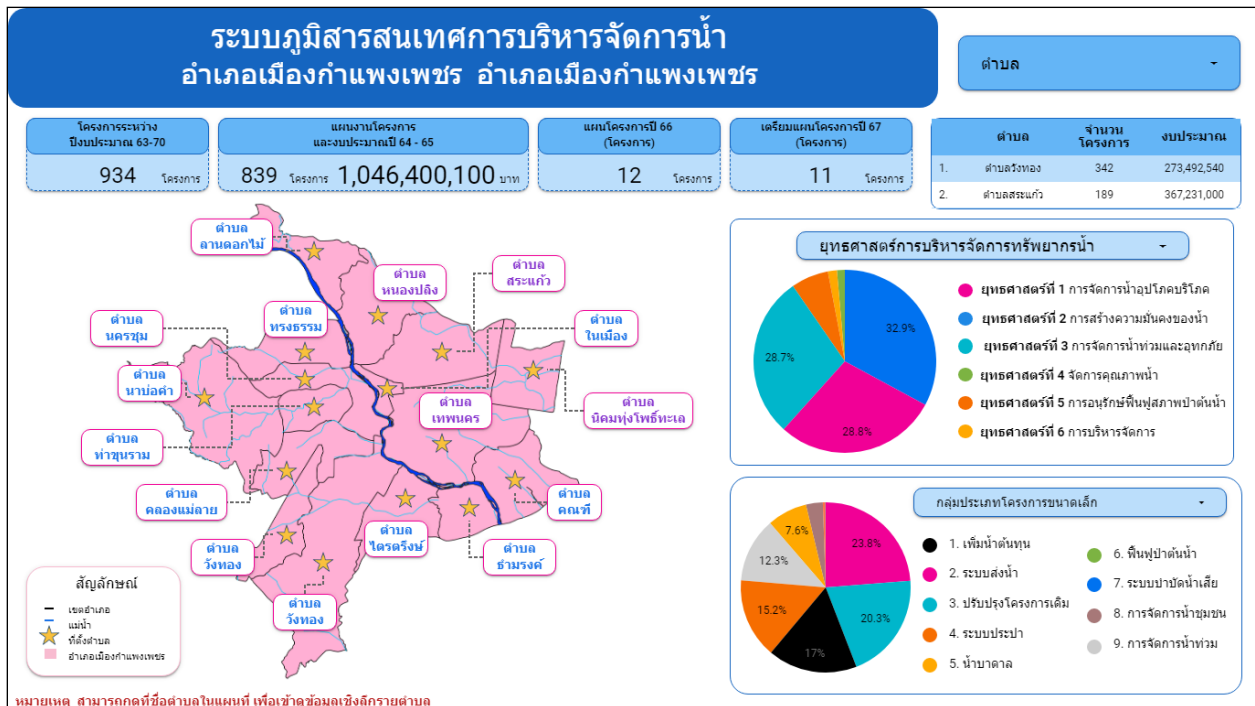 ระบบภูมิสารสนเทศการบริหารจัดการน้ำ
อำเภอเมืองกำแพงเพชร อำเภอเมืองกำแพงเพชร
ตำบล
โครงการระหว่าง
ปีงบประมาณ 63-70
934 โครงการ
แผนงานโครงการ
และงบประมาณปี 64 - 65
839 โครงการ 1,046,400,100 บาท
แผนโครงการปี 66
(โครงการ)
12 โครงการ
เตรียมแผนโครงการปี 67
(โครงการ)
11 โครงการ
ตำบล จำนวน โครงการ งบประมาณ
1. ตำบลวังทอง 342 273,492,540
2. ตำบลสระแก้ว 189 367,231,000
ตำบล
ลานดอกไม้
ตำบล
หนองปลิง
ตำบล
สระแก้ว
ตำบล
ทรงธรรม
ตำบล
นครชุม
ตำบล
ในเมือง
ตำบล
นาบ่อคำ
ตำบล
เทพนคร
ตำบล
นิคมทุ่งโพธิ์ทะเล
ตำบล
ท่าขุนราม
ตำบล
คลองแม่ลาย
ตำบล
คณฑี
ตำบล
วังทอง
ตำบล
ไตรตรึงษ์
ตำบล
ธำมรงค์
ตำบล
วังทอง
สัญลักษณ์
เขตอำเภอ
แม่น้ำ
ที่ตั้งตำบล
อำเภอเมืองกำแพงเพชร
หมายเหตุ สามารถกดที่ชื่อตำบลในแผนที่ เพื่อเข้าดูข้อมูลเชิงลึกรายตำบล
ยุทธศาสตร์การบริหารจัดการทรัพยากรน้ำ
32.9%
28.7%
28.8%
ยุทธศาสตร์ที่ 1 การจัดการน้ำอุปโภคบริโภค
ยุทธศาสตร์ที่ 2 การสร้างความมั่นคงของน้ำ
ยุทธศาสตร์ที่ 3 การจัดการน้ำท่วมและอุทกภัย
ยุทธศาสตร์ที่ 4 จัดการคุณภาพน้ำ
ยุทธศาสตร์ที่ 5 การอนุรักษ์ฟื้นฟูสภาพป่าต้นน้ำ
ยุทธศาสตร์ที่ 6 การบริหารจัดการ
กลุ่มประเภทโครงการขนาดเล็ก
7.6%
23.8%
12.3%
15.2%
20.3%
17%
1. เพิ่มน้ำต้นทุน
2. ระบบส่งน้ำ
3. ปรับปรุงโครงการเดิม
4. ระบบประปา
5. น้ำบาดาล
6. ฟื้นฟูป่าต้นน้ำ
7. ระบบบำบัดน้ำเสีย
8. การจัดการน้ำชุมชน
9. การจัดการน้ำท่วม